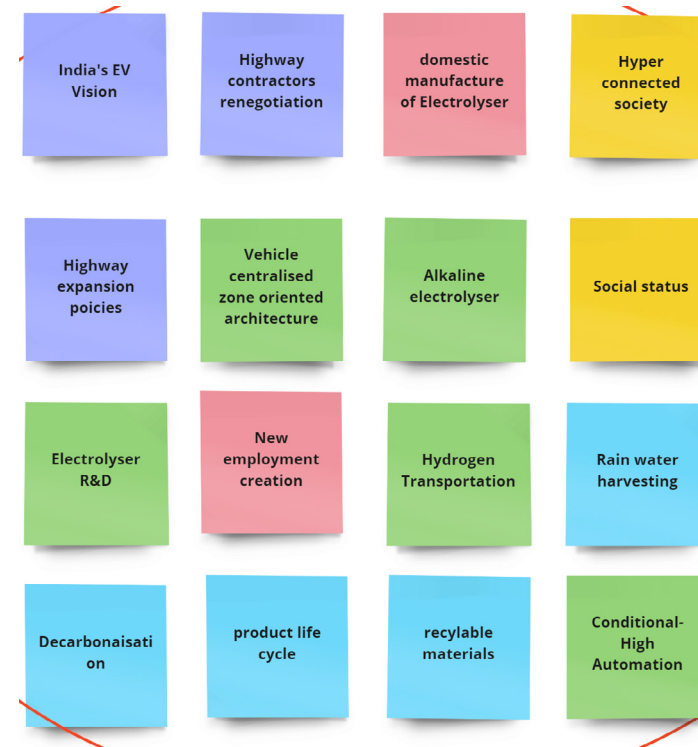 India's EV
Vision
Highway
contractors
renegotiation
domestic
manufacture
of Electrolyser
Hyper
connected
society
Highway
expansion
poicies
Vehicle
centralised
zone oriented
architecture
Alkaline
electrolyser
Social status
Electrolyser
R&D
New
employment
creation
Hydrogen
Transportation
Rain water
harvesting
Decarbonaisati
on
product life
cycle
recylable
materials
Conditional-
High
Automation